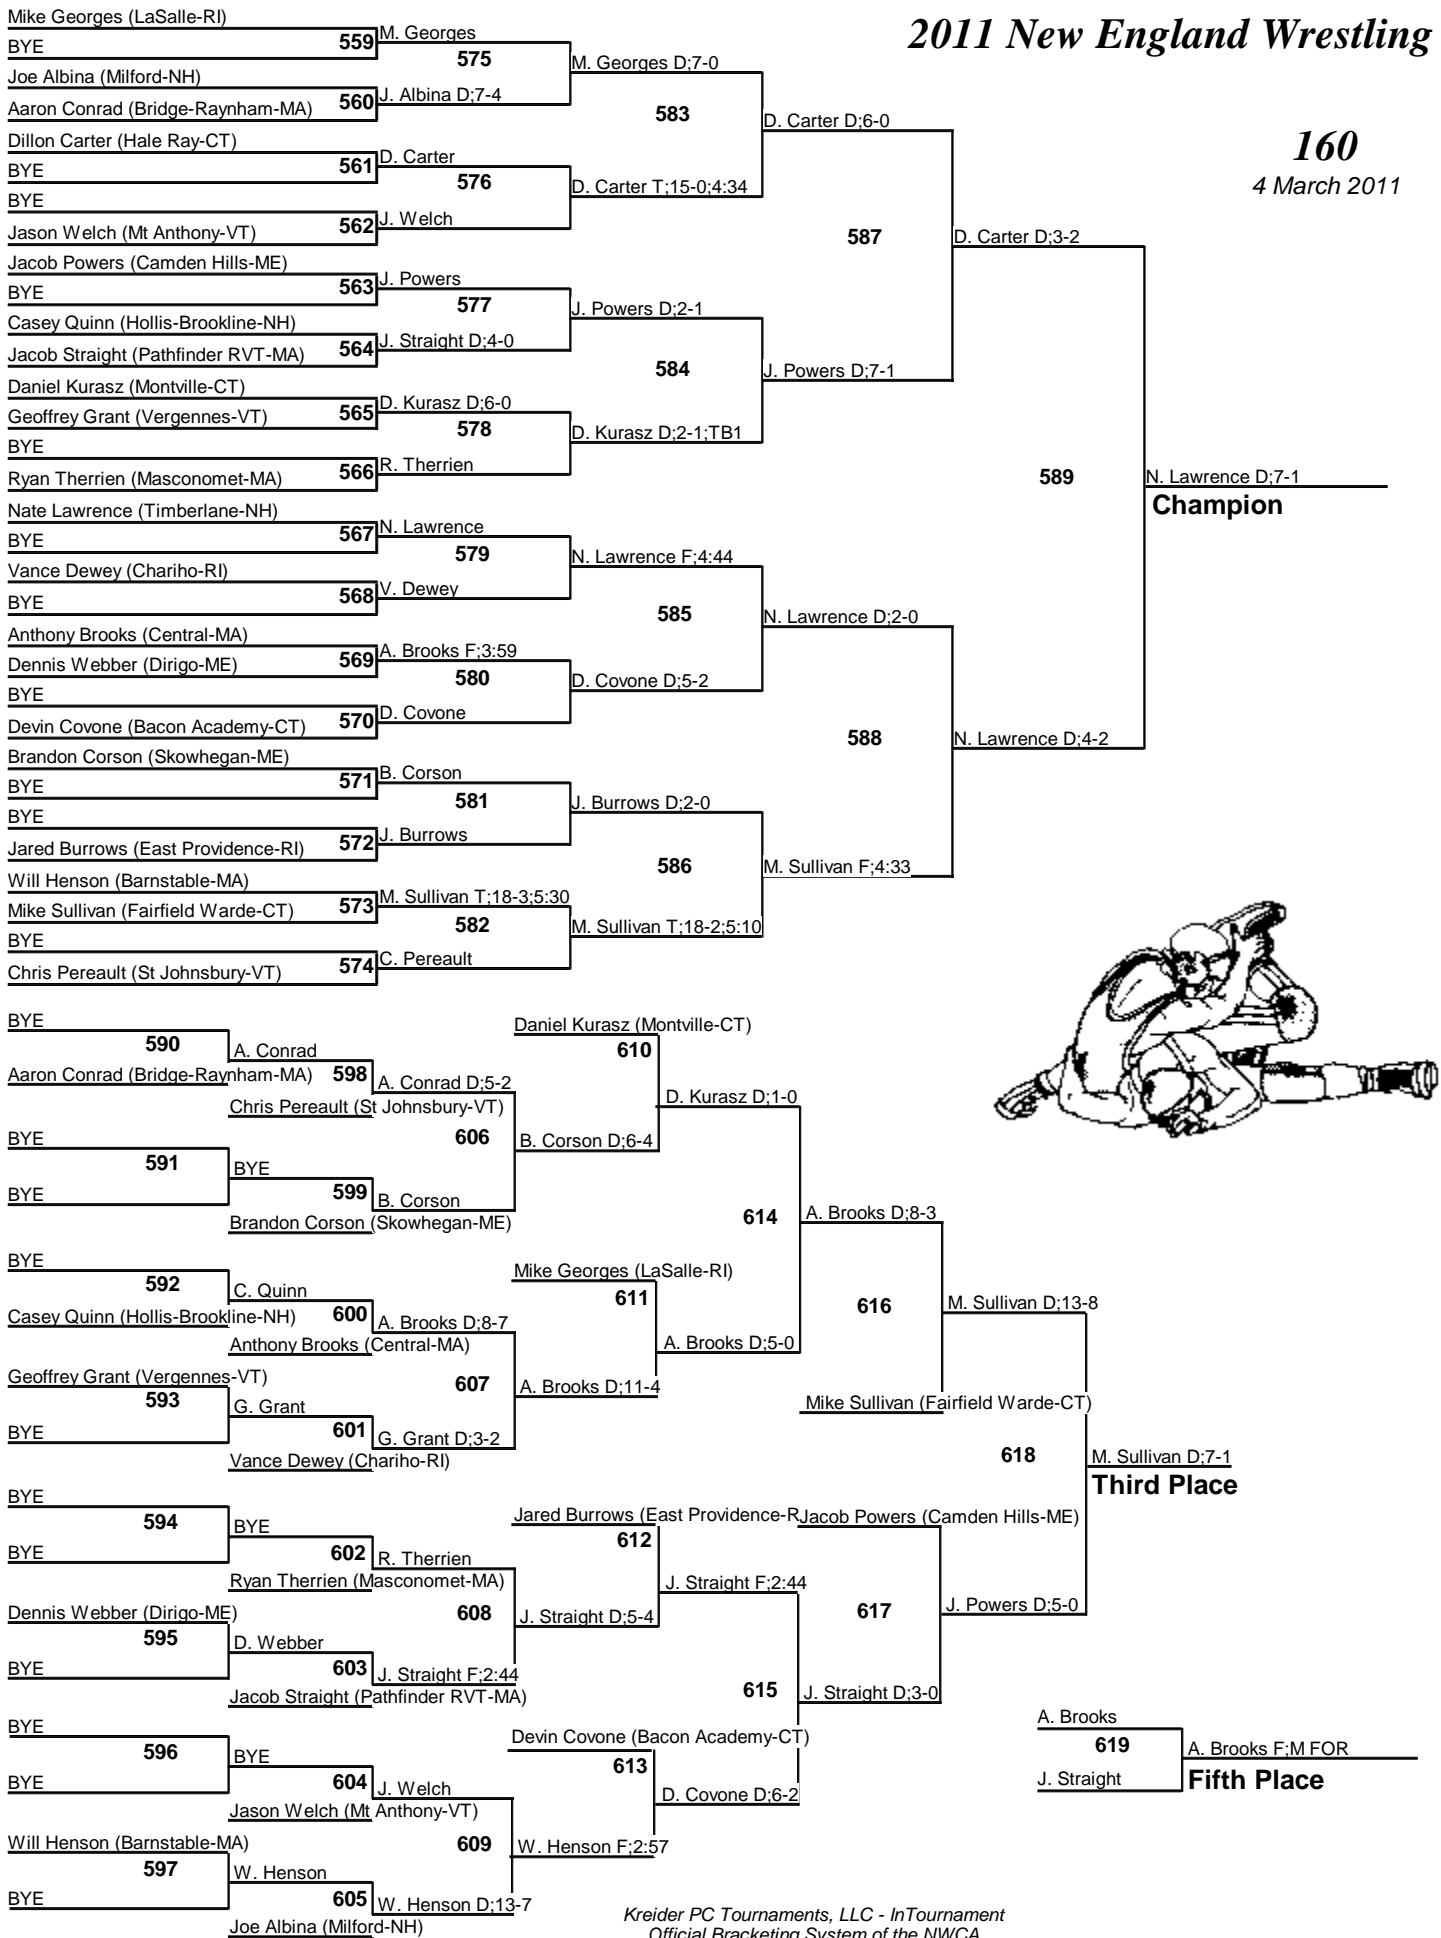 2011 New England Wrestling
160
4 March 2011
Mike Georges (LaSalle-RI)
BYE
559
M. Georges
575
Joe Albina (Milford-NH)
Aaron Conrad (Bridge-Raynham-MA)
560
J. Albina D;7-4
M. Georges D;7-0
583
Dillon Carter (Hale Ray-CT)
BYE
561
D. Carter
576
BYE
Jason Welch (Mt Anthony-VT)
562
J. Welch
D. Carter T;15-0;4:34
D. Carter D;6-0
587
Jacob Powers (Camden Hills-ME)
BYE
563
J. Powers
577
Casey Quinn (Hollis-Brookline-NH)
Jacob Straight (Pathfinder RVT-MA)
564
J. Straight D;4-0
J. Powers D;2-1
584
Daniel Kurasz (Montville-CT)
Geoffrey Grant (Vergennes-VT)
565
D. Kurasz D;6-0
578
BYE
Ryan Therrien (Masconomet-MA)
566
R. Therrien
D. Kurasz D;2-1;TB1
J. Powers D;7-1
D. Carter D;3-2
589
N. Lawrence D;7-1
Champion
Nate Lawrence (Timberlane-NH)
BYE
567
N. Lawrence
579
Vance Dewey (Chariho-RI)
BYE
568
V. Dewey
N. Lawrence F;4:44
585
Anthony Brooks (Central-MA)
Dennis Webber (Dirigo-ME)
569
A. Brooks F;3:59
580
BYE
Devin Covone (Bacon Academy-CT)
570
D. Covone
D. Covone D;5-2
N. Lawrence D;2-0
588
Brandon Corson (Skowhegan-ME)
BYE
571
B. Corson
581
BYE
Jared Burrows (East Providence-RI)
572
J. Burrows
J. Burrows D;2-0
586
Will Henson (Barnstable-MA)
Mike Sullivan (Fairfield Warde-CT)
573
M. Sullivan T;18-3;5:30
582
BYE
Chris Pereault (St Johnsbury-VT)
574
C. Pereault
M. Sullivan T;18-2;5:10
M. Sullivan F;4:33
N. Lawrence D;4-2
BYE
590
Aaron Conrad (Bridge-Raynham-MA)
A. Conrad
598
Chris Pereault (St Johnsbury-VT)
A. Conrad D;5-2
606
BYE
591
BYE
BYE
599
Brandon Corson (Skowhegan-ME)
B. Corson
Daniel Kurasz (Montville-CT)
610
B. Corson D;6-4
D. Kurasz D;1-0
614
BYE
592
Casey Quinn (Hollis-Brookline-NH)
C. Quinn
600
Anthony Brooks (Central-MA)
A. Brooks D;8-7
607
Geoffrey Grant (Vergennes-VT)
593
BYE
G. Grant
601
Vance Dewey (Chariho-RI)
G. Grant D;3-2
Mike Georges (LaSalle-RI)
611
A. Brooks D;11-4
A. Brooks D;5-0
A. Brooks D;8-3
616
Mike Sullivan (Fairfield Warde-CT)
M. Sullivan D;13-8
618
M. Sullivan D;7-1
Third Place
BYE
594
BYE
BYE
602
Ryan Therrien (Masconomet-MA)
R. Therrien
608
Dennis Webber (Dirigo-ME)
595
BYE
D. Webber
603
Jacob Straight (Pathfinder RVT-MA)
J. Straight F;2:44
Jared Burrows (East Providence-R
612
J. Straight D;5-4
J. Straight F;2:44
615
Jacob Powers (Camden Hills-ME)
617
J. Powers D;5-0
J. Straight D;3-0
BYE
596
BYE
BYE
604
Jason Welch (Mt Anthony-VT)
J. Welch
609
Will Henson (Barnstable-MA)
597
BYE
W. Henson
605
Joe Albina (Milford-NH)
W. Henson D;13-7
Devin Covone (Bacon Academy-CT)
613
W. Henson F;2:57
D. Covone D;6-2
A. Brooks
619
J. Straight
A. Brooks F;M FOR
Fifth Place
Kreider PC Tournaments, LLC - InTournament
Official Bracketing System of the NWCA